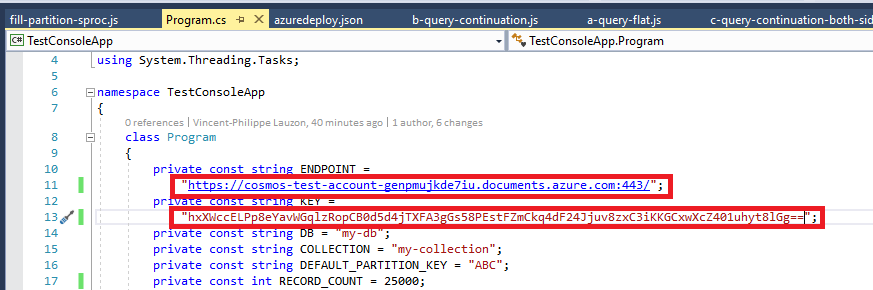 fill-partition-sproc.js Program.cs azuredeploy.json b-query-continuation.js a-query-flat.js c-query-continuation-both-sid
C# TestConsoleApp TestConsoleApp.Program
4 using System.Threading.Tasks;
5
6 namespace TestConsoleApp
7 {
0 references | Vincent-Philippe Lauzon, 40 minutes ago | 1 author, 6 changes
8 class Program
9 {
10 private const string ENDPOINT =
11 "https://cosmos-test-account-genpmujkde7iu.documents.azure.com:443/";
12 private const string KEY =
13 "hxXWccELPp8eYavWGqlzRopCB0d5d4jTXFA3gGs58PEstFZmCkq4dF24Jjuv8zxC3iKKGCxwXcZ401uhyt8lGg==";
14 private const string DB = "my-db";
15 private const string COLLECTION = "my-collection";
16 private const string DEFAULT_PARTITION_KEY = "ABC";
17 private const int RECORD_COUNT = 25000;